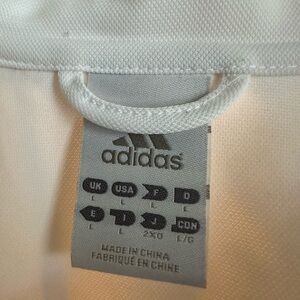 adidas
UK USA F D
L L L L
E I J CDN
L L 2XO L/G
MADE IN CHINA
FABRIQUÉ EN CHINE